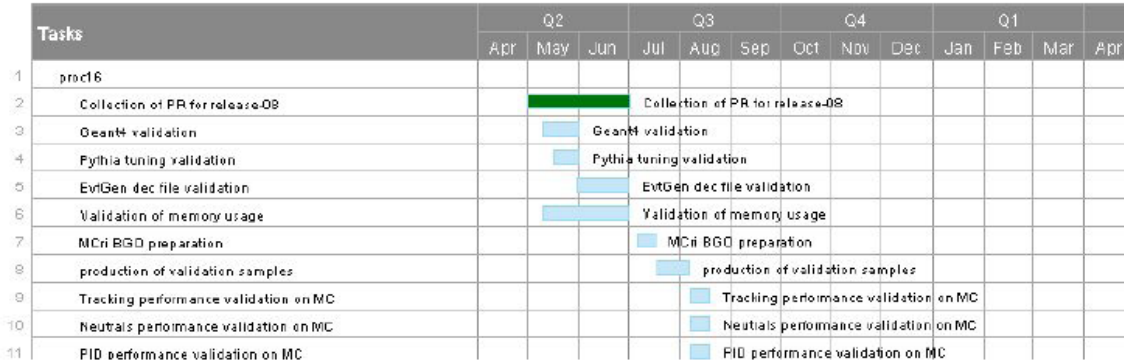 Tasks Q2 Q3 Q4 Q1
Apr May Jun Jul Aug Sep Oct Nov Dec Jan Feb Mar Apr
1 proc16
2 Collection of PR for release-08 Collection of PR for release-08
3 Geant4 validation Geant4 validation
4 Pythia tuning validation Pythia tuning validation
5 EvtGen dec file validation EvtGen dec file validation
6 Validation of memory usage Validation of memory usage
7 MCri BGO preparation MCri BGO preparation
8 production of validation samples production of validation samples
9 Tracking performance validation on MC Tracking performance validation on MC
10 Neutrals performance validation on MC Neutrals performance validation on MC
11 PID performance validation on MC PID performance validation on MC